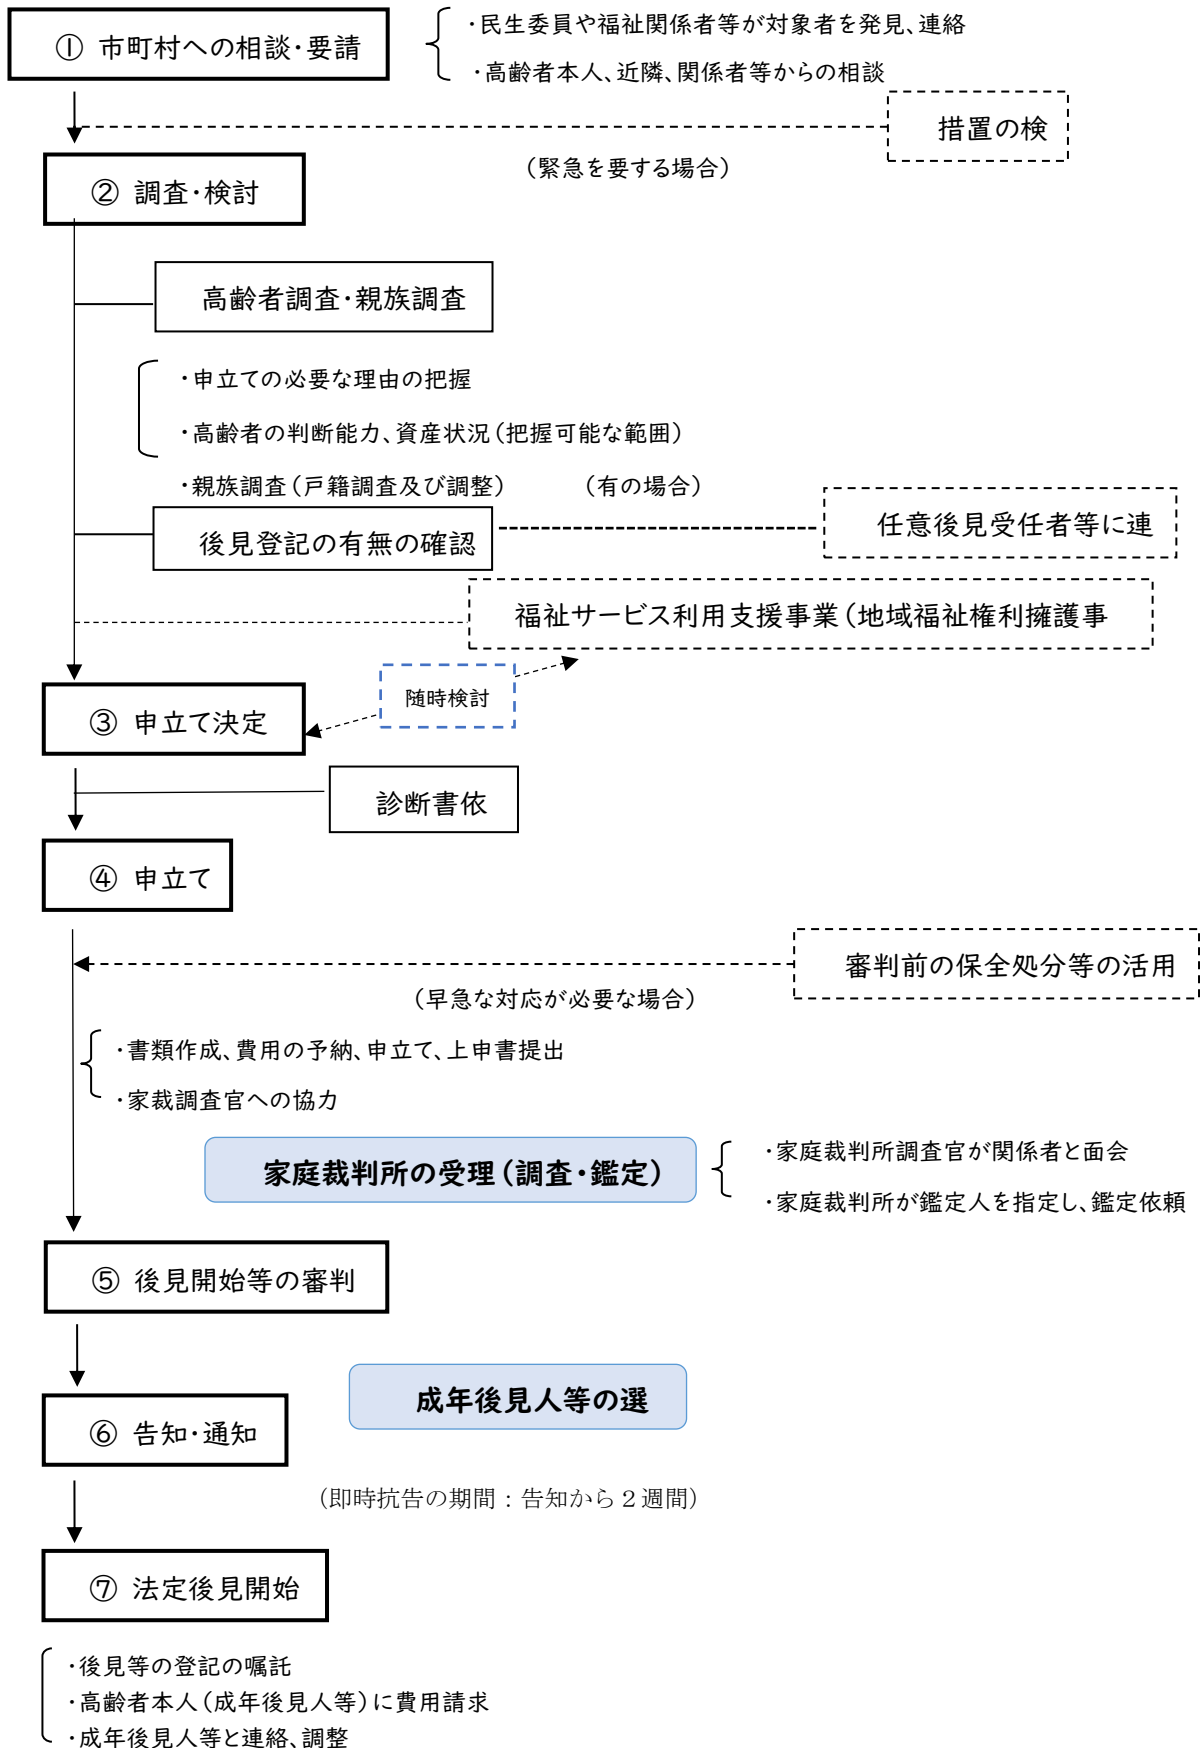 ① 市町村への相談・要請
・民生委員や福祉関係者等が対象者を発見、連絡
・高齢者本人、近隣、関係者等からの相談
措置の検
（緊急を要する場合）
② 調査・検討
高齢者調査・親族調査
・申立ての必要な理由の把握
・高齢者の判断能力、資産状況（把握可能な範囲）
・親族調査（戸籍調査及び調整）
（有の場合）
後見登記の有無の確認
任意後見受任者等に連
福祉サービス利用支援事業（地域福祉権利擁護事
随時検討
③ 申立て決定
診断書依
④ 申立て
審判前の保全処分等の活用
（早急な対応が必要な場合）
・書類作成、費用の予納、申立て、上申書提出
・家裁調査官への協力
家庭裁判所の受理（調査・鑑定）
・家庭裁判所調査官が関係者と面会
・家庭裁判所が鑑定人を指定し、鑑定依頼
⑤ 後見開始等の審判
成年後見人等の選
⑥ 告知・通知
（即時抗告の期間：告知から２週間）
⑦ 法定後見開始
・後見等の登記の嘱託
・高齢者本人（成年後見人等）に費用請求
・成年後見人等と連絡、調整